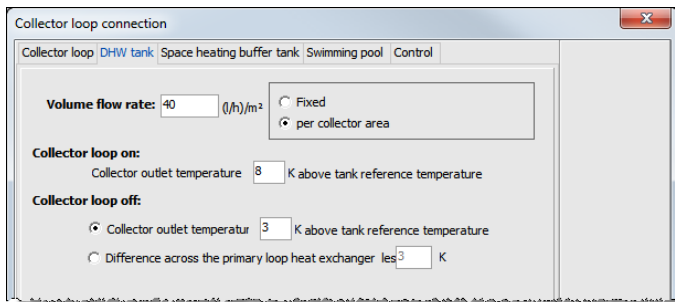 Collector loop connection
x
Collector loop DHW tank Space heating buffer tank Swimming pool Control
Volume flow rate: 40 (l/h)/m² Fixed
per collector area
Collector loop on:
Collector outlet temperature 8 K above tank reference temperature
Collector loop off:
Collector outlet temperatur 3 K above tank reference temperature
Difference across the primary loop heat exchanger les 3 K